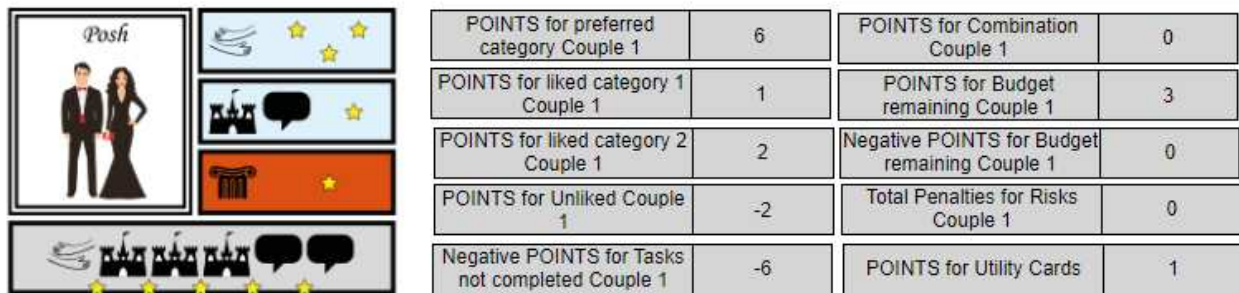 Posh
POINTS for preferred
category Couple 1
6
POINTS for Combination
Couple 1
0
POINTS for liked category 1
Couple 1
1
POINTS for Budget
remaining Couple 1
3
POINTS for liked category 2
Couple 1
2
Negative POINTS for Budget
remaining Couple 1
0
POINTS for Unliked Couple
1
-2
Total Penalties for Risks
Couple 1
0
Negative POINTS for Tasks
not completed Couple 1
-6
POINTS for Utility Cards
1